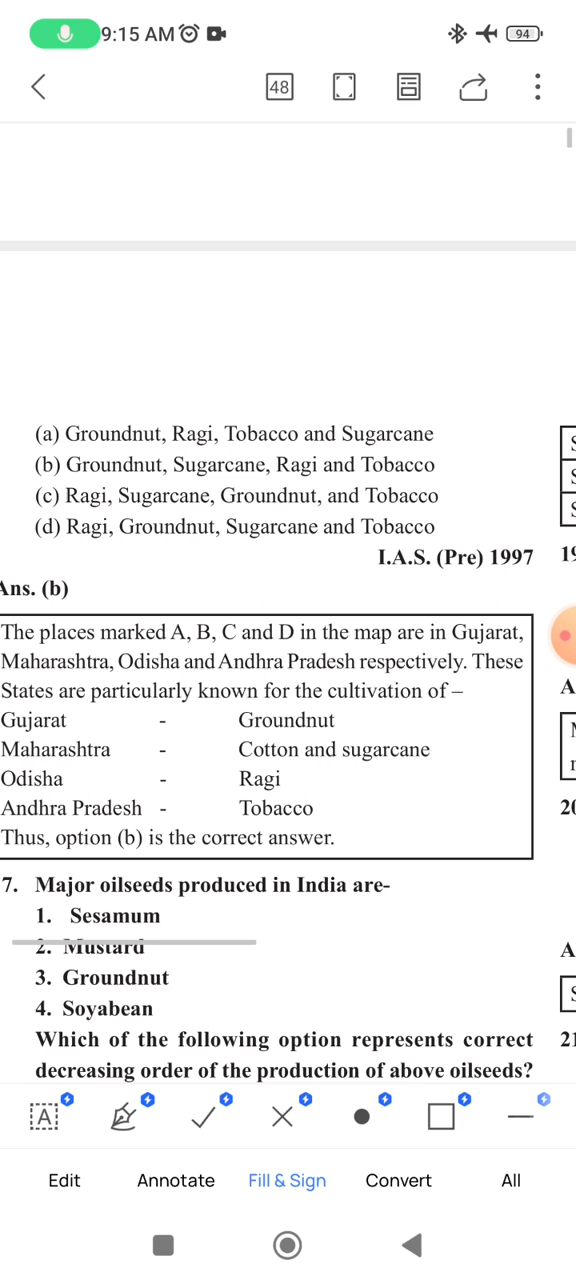 9:15 AM
94
48
(a) Groundnut, Ragi, Tobacco and Sugarcane
(b) Groundnut, Sugarcane, Ragi and Tobacco
(c) Ragi, Sugarcane, Groundnut, and Tobacco
(d) Ragi, Groundnut, Sugarcane and Tobacco
I.A.S. (Pre) 1997
Ans. (b)
The places marked A, B, C and D in the map are in Gujarat,
Maharashtra, Odisha and Andhra Pradesh respectively. These
States are particularly known for the cultivation of –
Gujarat - Groundnut
Maharashtra - Cotton and sugarcane
Odisha - Ragi
Andhra Pradesh - Tobacco
Thus, option (b) is the correct answer.
7. Major oilseeds produced in India are-
1. Sesamum
2. Mustard
3. Groundnut
4. Soyabean
Which of the following option represents correct
decreasing order of the production of above oilseeds?
A
Edit Annotate Fill & Sign Convert All